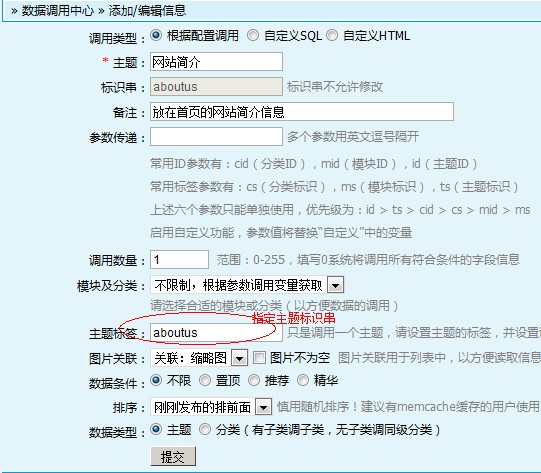 » 数据调用中心 » 添加/编辑信息
调用类型： 根据配置调用 自定义SQL 自定义HTML
* 主题： 网站简介
标识串： aboutus 标识串不允许修改
备注： 放在首页的网站简介信息
参数传递： 多个参数用英文逗号隔开
常用ID参数有：cid（分类ID），mid（模块ID），id（主题ID）
常用标签参数有：cs（分类标识），ms（模块标识），ts（主题标识）
上述六个参数只能单独使用，优先级为：id > ts > cid > cs > mid > ms
启用自定义功能，参数值将替换“自定义”中的变量
调用数量： 1 范围：0-255，填写0系统将调用所有符合条件的字段信息
模块及分类： 不限制，根据参数调用变量获取
请选择合适的模块或分类（以方便数据的调用）
指定主题标识串
主题标签： aboutus 只是调用一个主题，请设置主题的标签，并设置
图片关联： 关联：缩略图 图片不为空 图片关联用于列表中，以方便读取信息
数据条件： 不限 置顶 推荐 精华
排序： 刚刚发布的排前面 慎用随机排序！建议有memcache缓存的用户使用
数据类型： 主题 分类（有子类调子类，无子类调同级分类）
提交